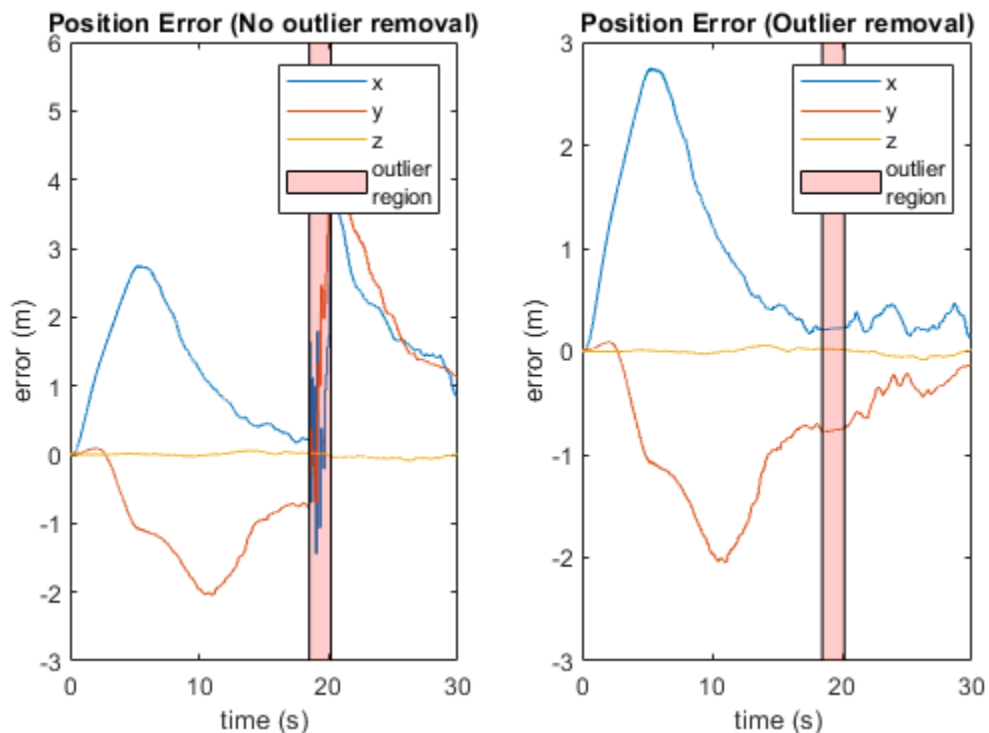 Position Error (No outlier removal)
6
5
4
3
2
1
0
-1
-2
-3
error (m)
x
y
z
outlier
region
0
10
20
30
time (s)
Position Error (Outlier removal)
3
2
1
0
-1
-2
-3
error (m)
x
y
z
outlier
region
0
10
20
30
time (s)